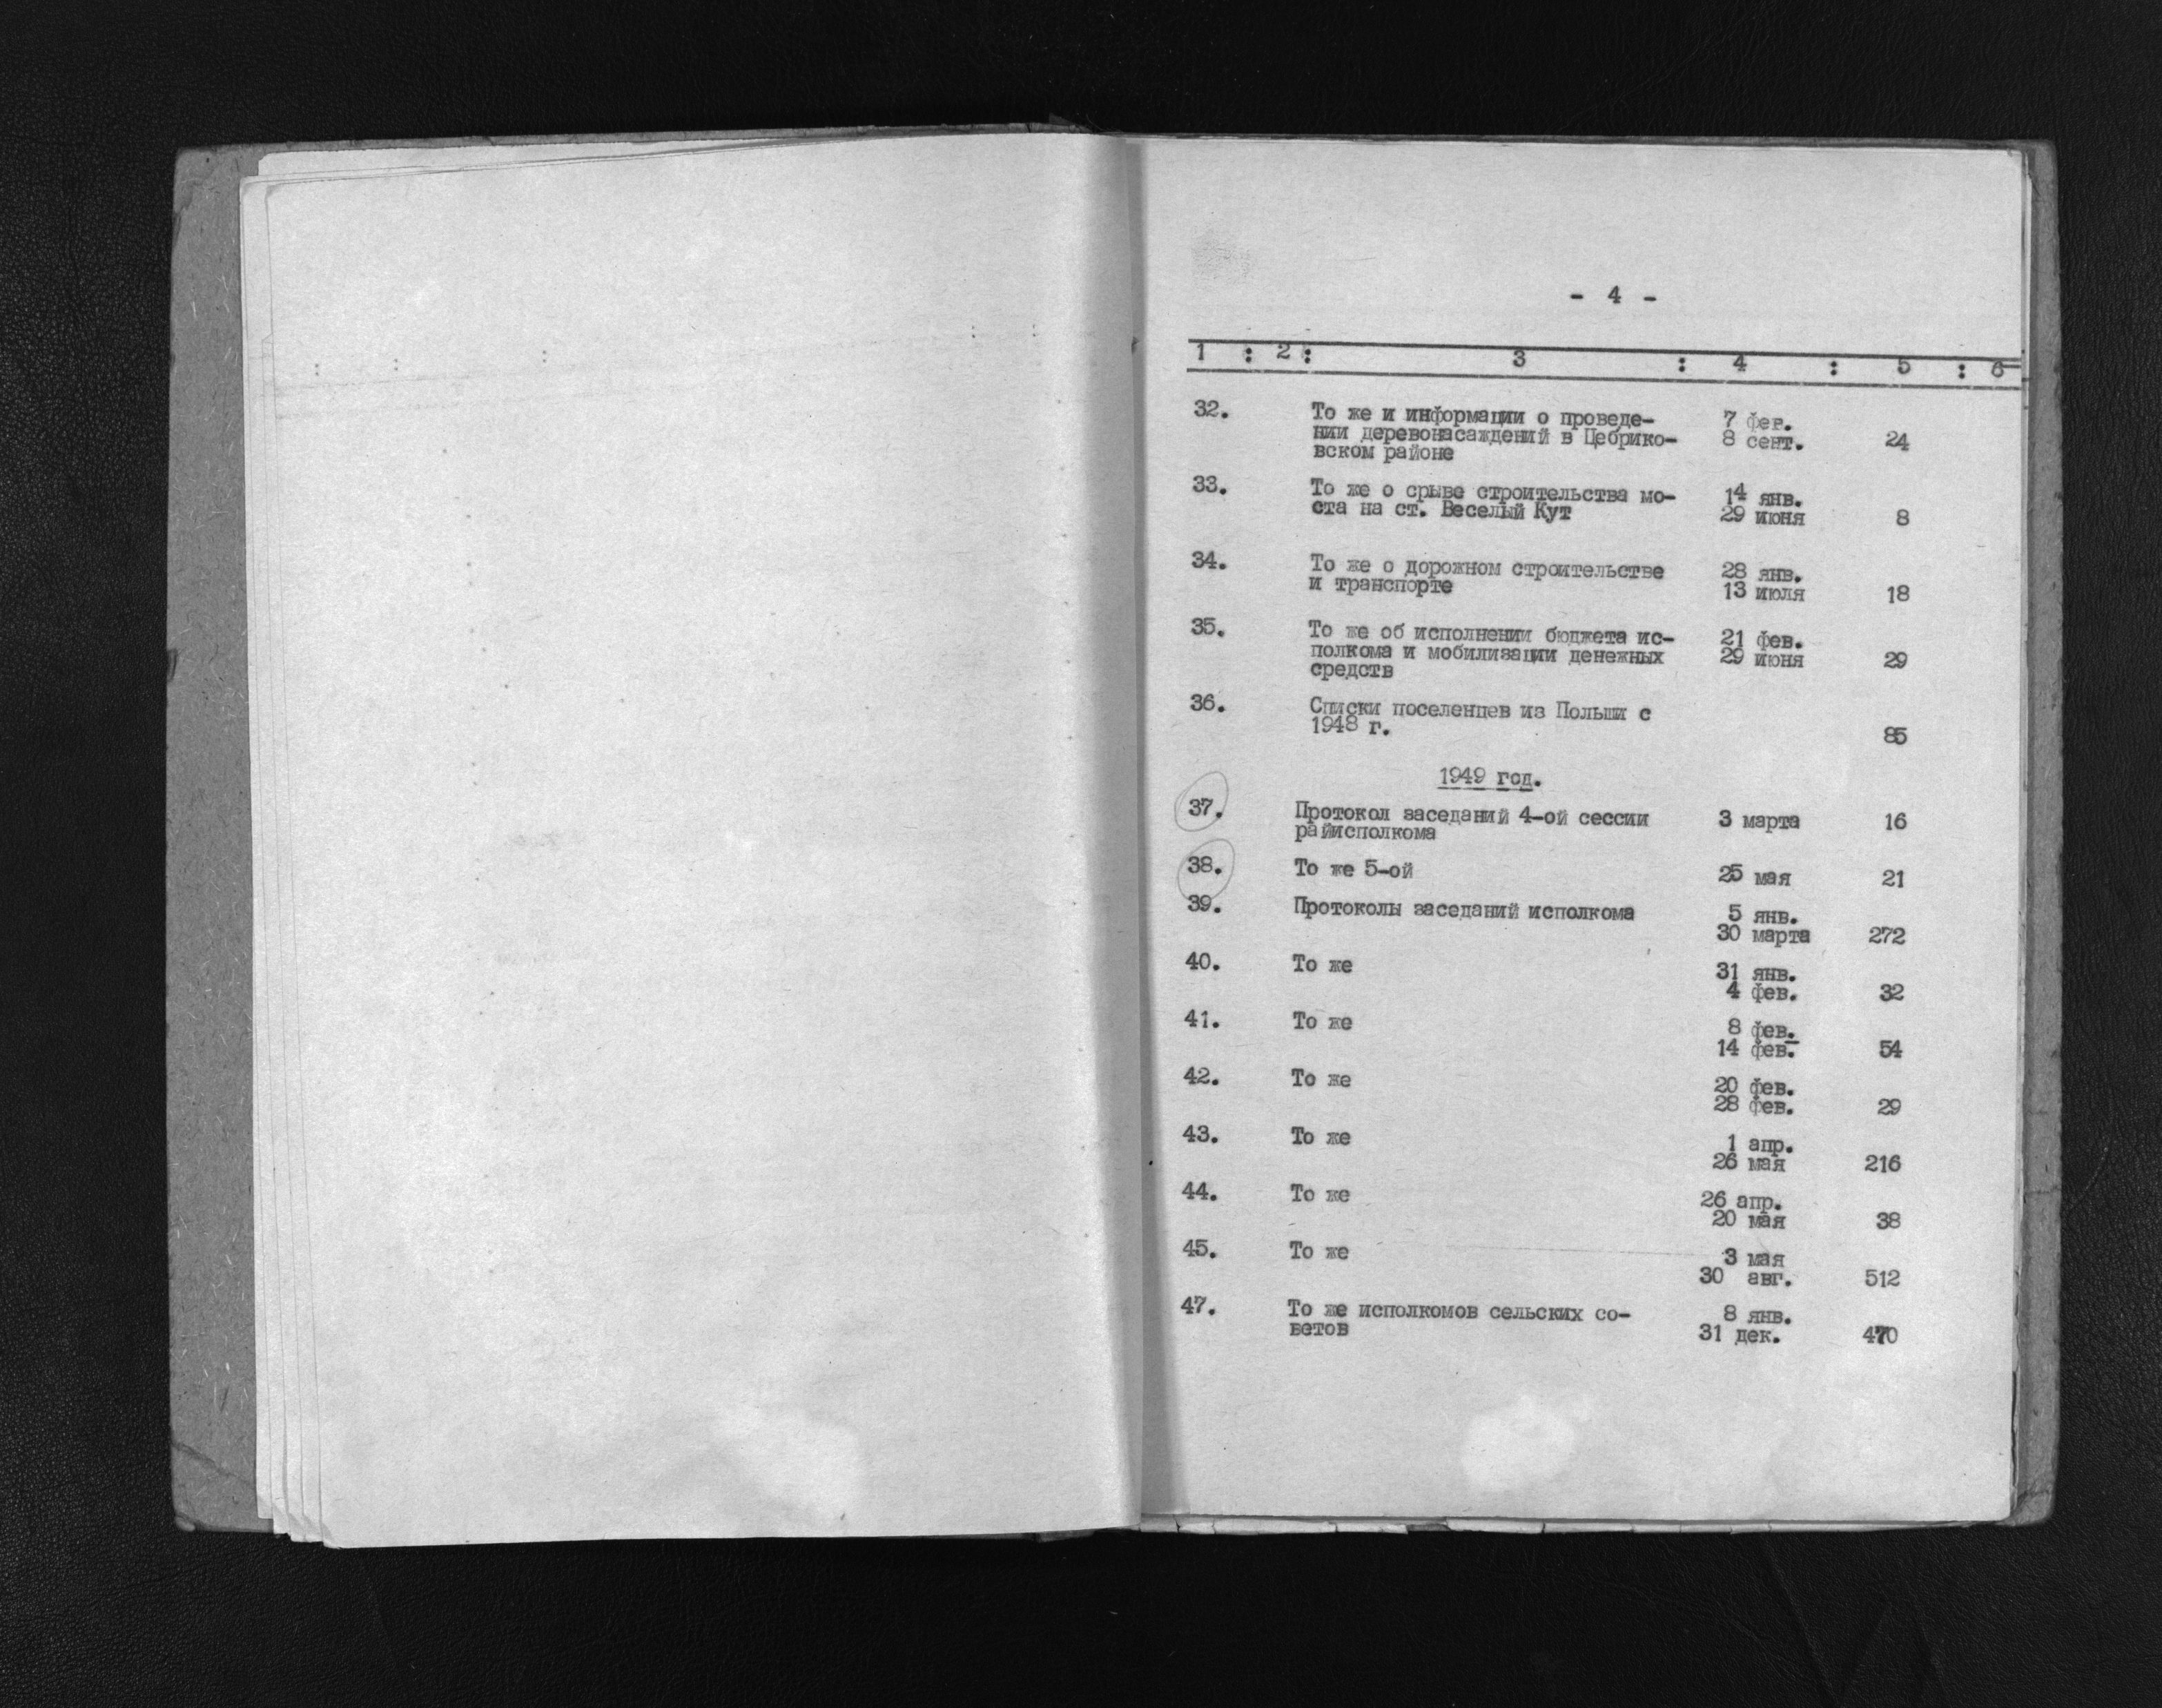 - 4 -
1 : 2 : 3 : 4 : 5 : 6
32. То же и информации о проведе- 7 фев.
нии деревонасаждений в Цебрико- 8 сент. 24
вском районе
33. То же о срыве строительства мо- 14 янв.
ста на ст. Веселый Кут 29 июня 8
34. То же о дорожном строительстве 28 янв.
и транспорте 13 июля 18
35. То же об исполнении бюджета ис- 21 фев.
полкома и мобилизации денежных 29 июня 29
средств
36. Списки поселенцев из Польши с
1948 г. 85
1949 год.
37. Протокол заседаний 4-ой сессии 3 марта 16
райисполкома
38. То же 5-ой 25 мая 21
39. Протоколы заседаний исполкома 5 янв.
30 марта 272
40. То же 31 янв.
4 фев. 32
41. То же 8 фев.
14 фев. 54
42. То же 20 фев.
28 фев. 29
43. То же 1 апр.
26 мая 216
44. То же 26 апр.
20 мая 38
45. То же 3 мая
30 авг. 512
47. То же исполкомов сельских со- 8 янв.
ветов 31 дек. 470